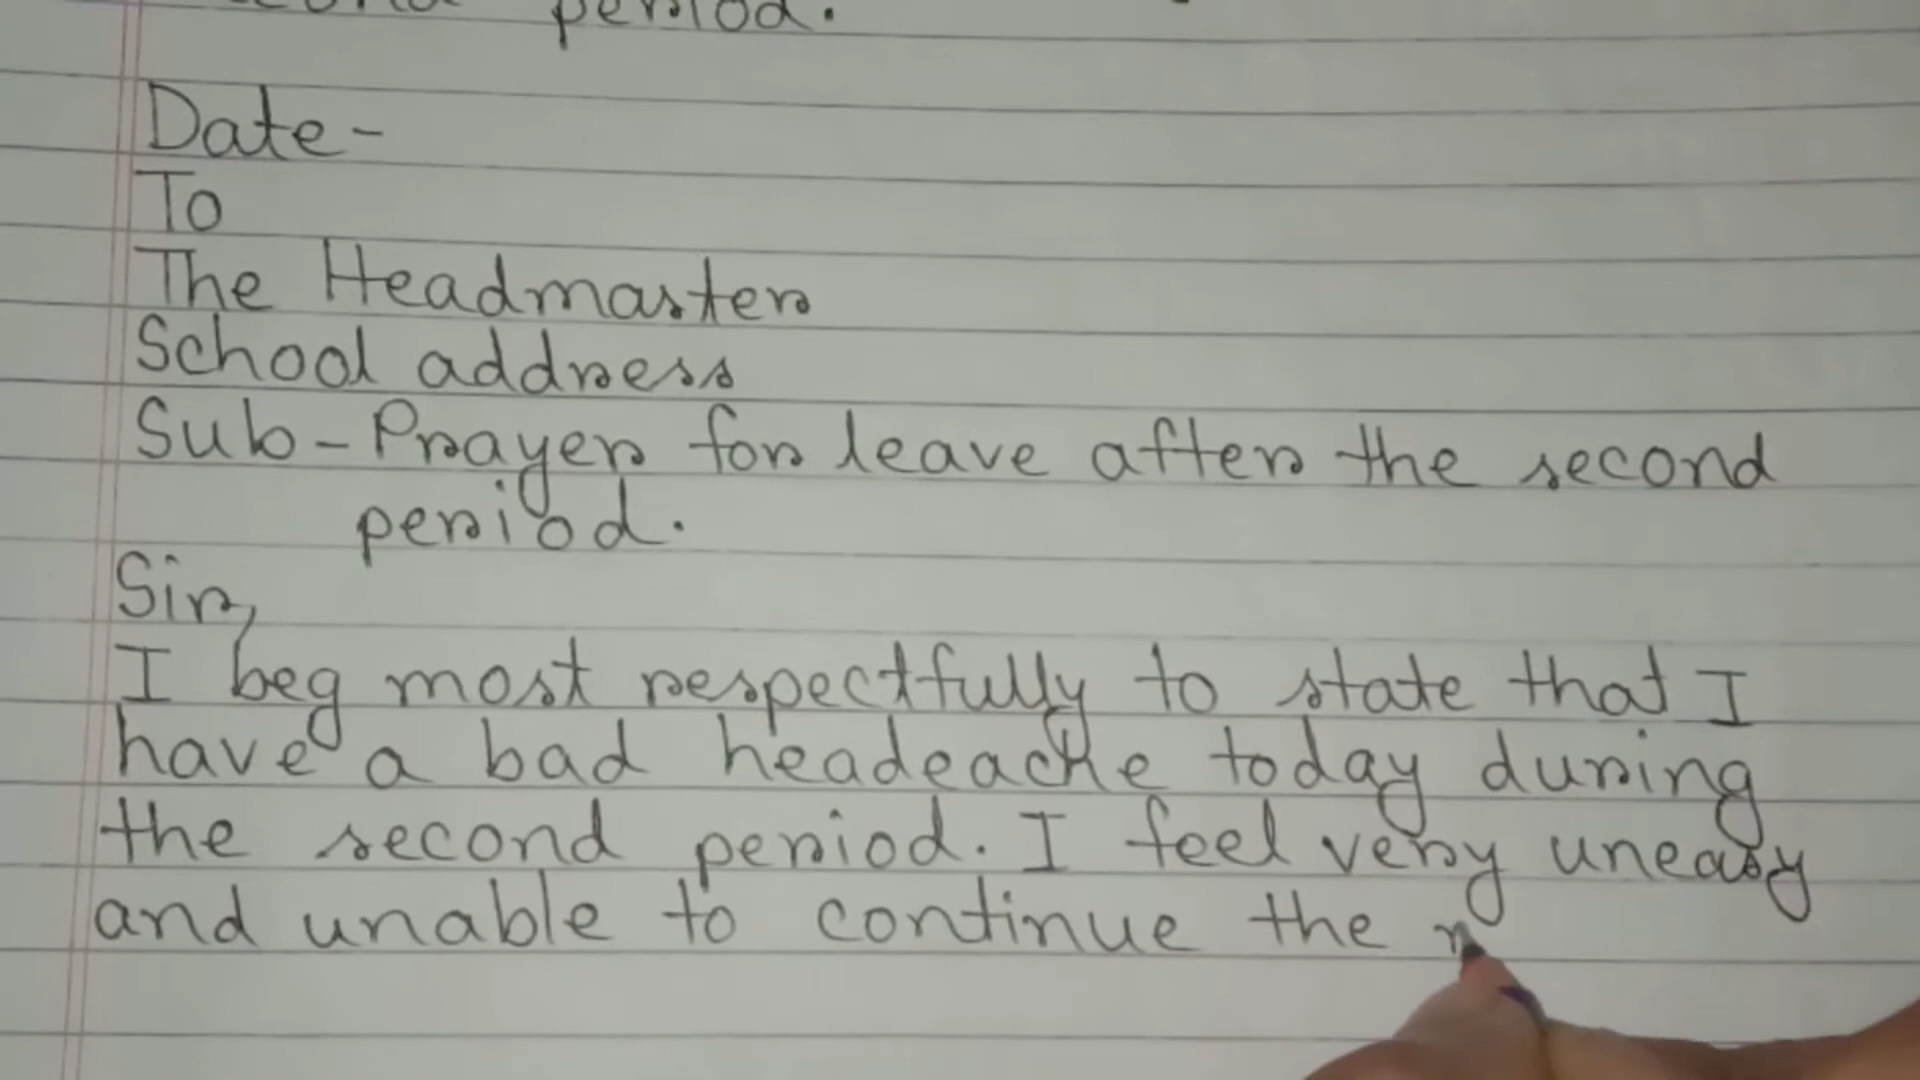 period.
Date-
To
The Headmaster
School address
Sub-Prayer for leave after the second
period.
Sir,
I beg most respectfully to state that I
have a bad headeache today during
the second period. I feel very uneasy
and unable to continue the